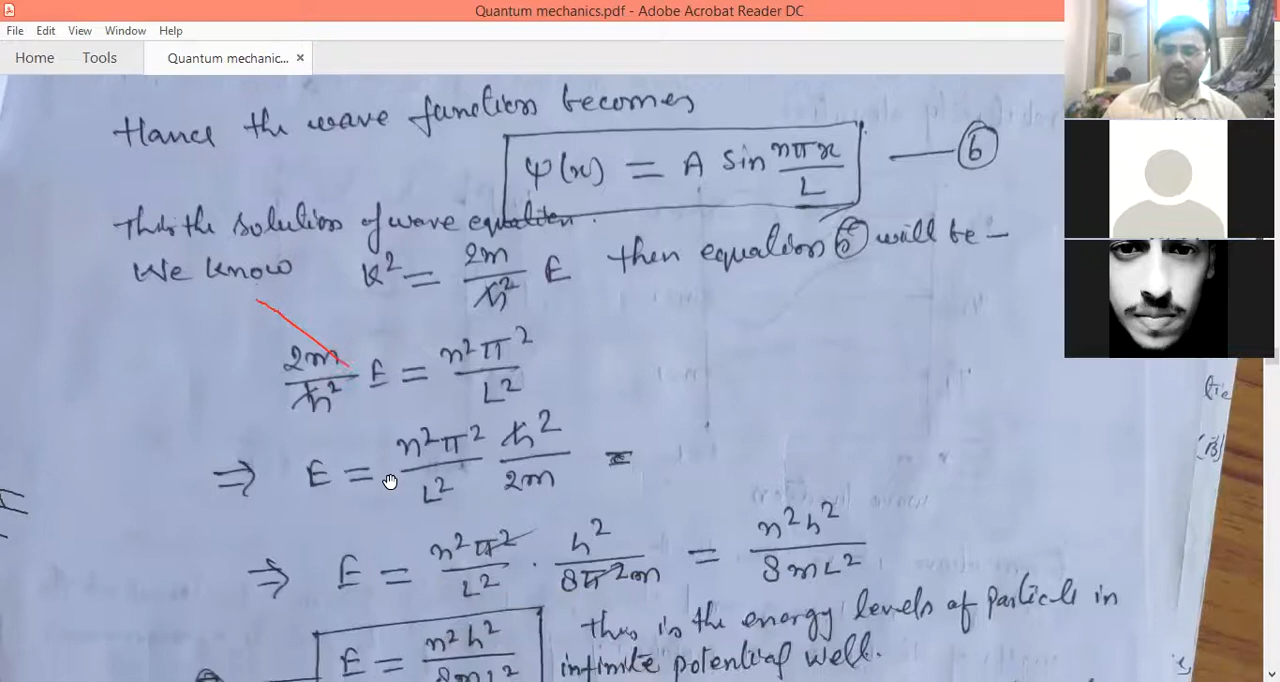 Quantum mechanics.pdf - Adobe Acrobat Reader DC
File Edit View Window Help
Home Tools Quantum mechanic... ×
Hance the wave function becomes
ψ(x) = A sin nπx/L — 6
Thus the solution of wave equation.
We know k² = 2m/ħ² E then equation 5 will be –
2m/ħ² E = n²π²/L²
⇒ E = n²π²/L² ħ²/2m =
⇒ E = n²π²/L² · h²/8π²m = n²h²/8mL²
E = n²h²/8mL² this is the energy levels of particle in
infinite potential well.